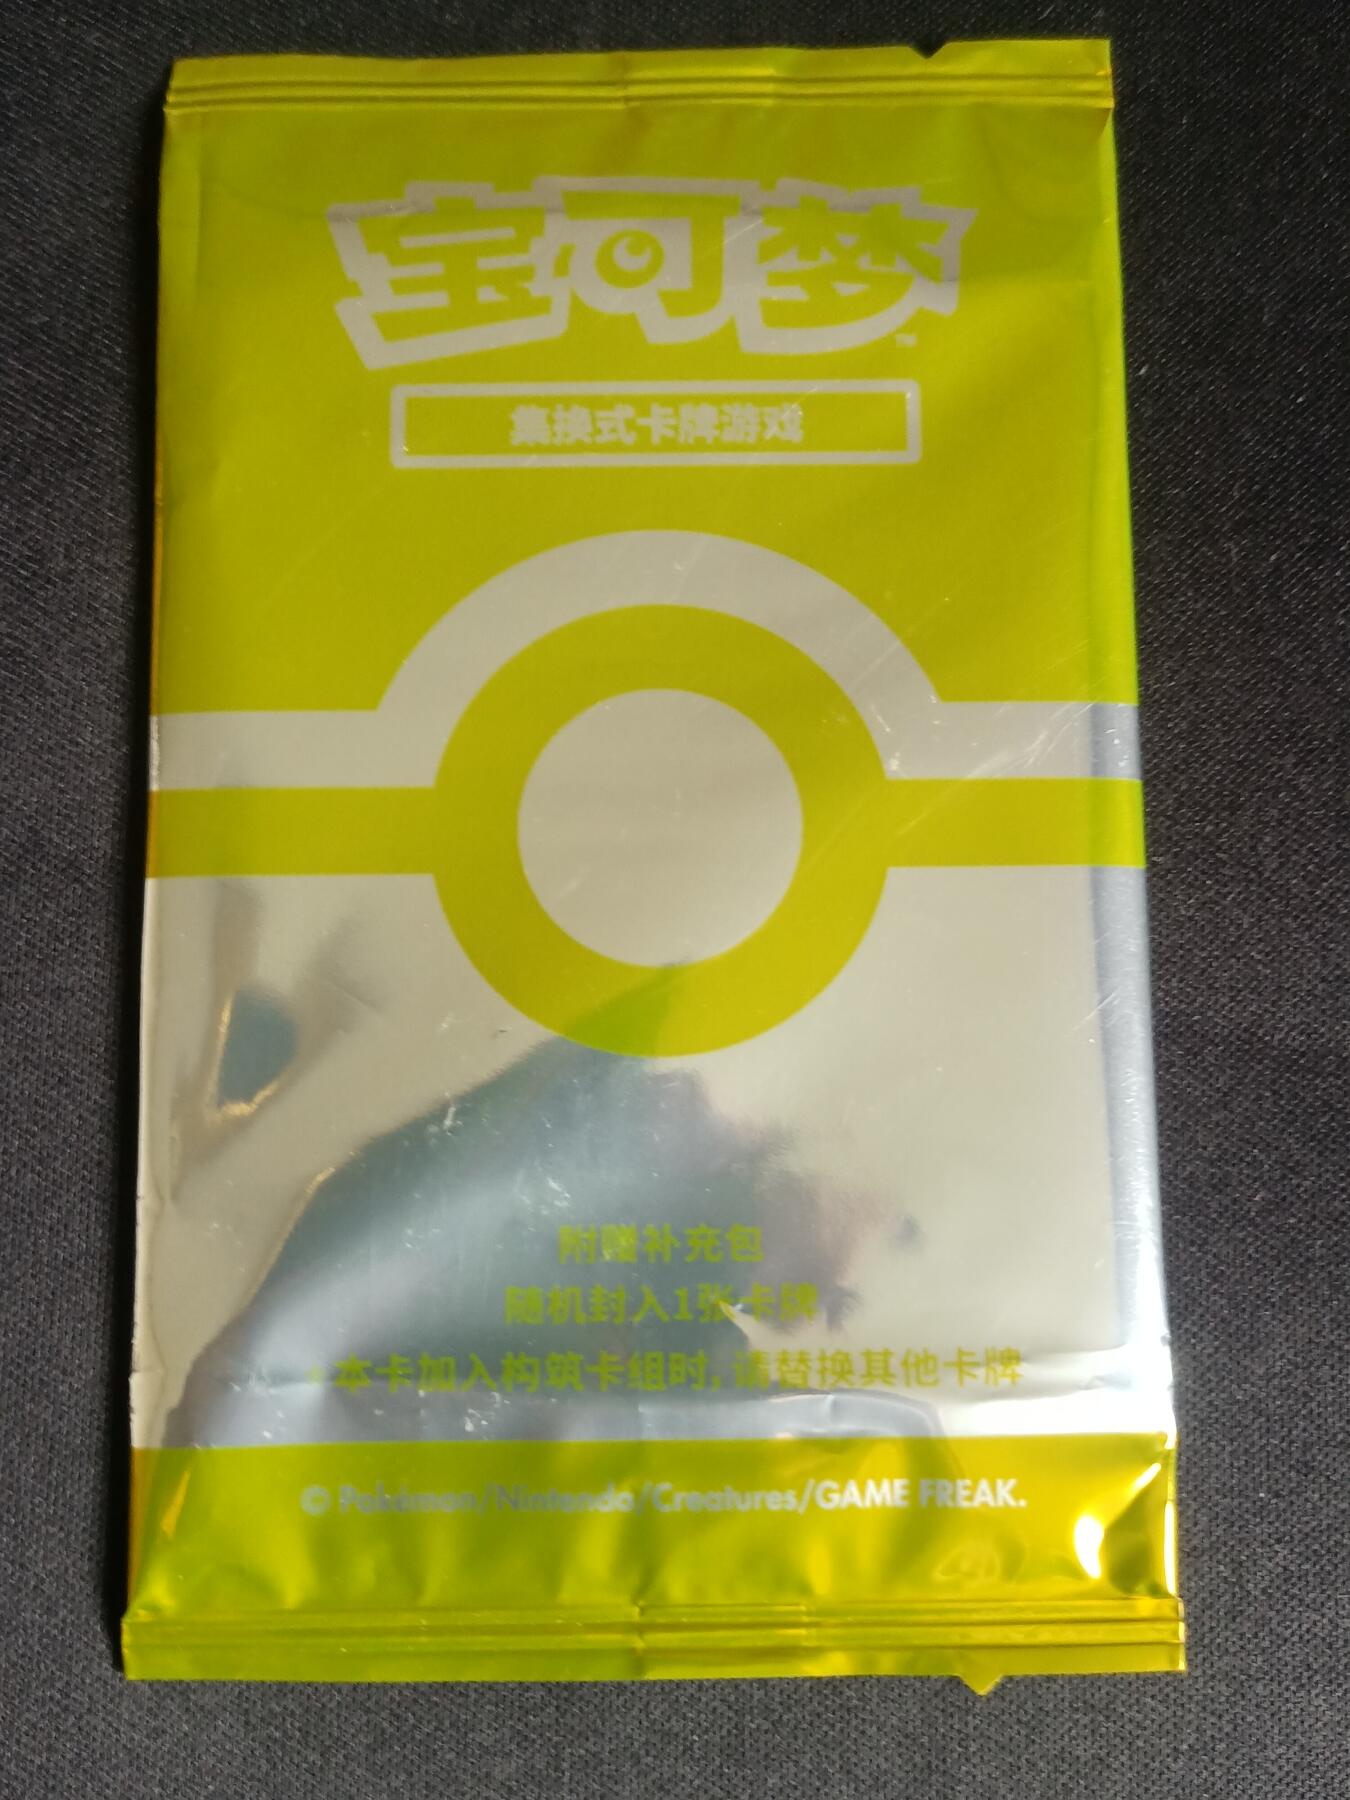 宝可梦™
集换式卡牌游戏
附赠补充包
随机封入1张卡牌
*本卡加入构筑卡组时,请替换其他卡牌
© Pokémon/Nintendo/Creatures/GAME FREAK.